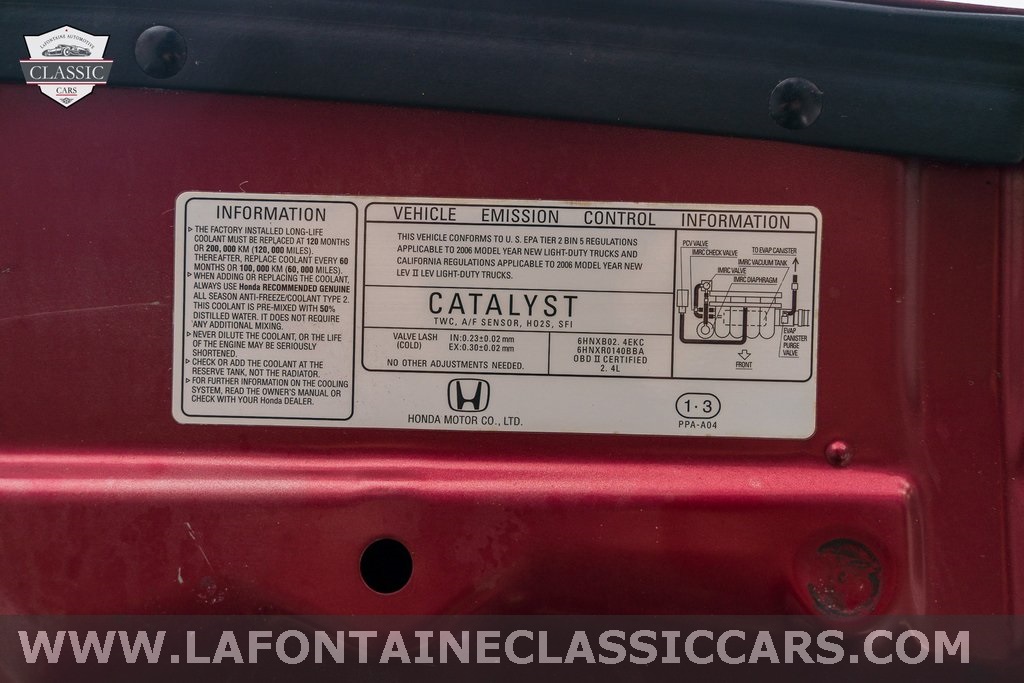 LAFONTAINE AUTOMOTIVE
CLASSIC
CARS
INFORMATION
▷ THE FACTORY INSTALLED LONG-LIFE
COOLANT MUST BE REPLACED AT 120 MONTHS
OR 200,000 KM (120,000 MILES).
THEREAFTER, REPLACE COOLANT EVERY 60
MONTHS OR 100,000 KM (60,000 MILES).
▷ WHEN ADDING OR REPLACING THE COOLANT,
ALWAYS USE Honda RECOMMENDED GENUINE
ALL SEASON ANTI-FREEZE/COOLANT TYPE 2.
THIS COOLANT IS PRE-MIXED WITH 50%
DISTILLED WATER. IT DOES NOT REQUIRE
ANY ADDITIONAL MIXING.
▷ NEVER DILUTE THE COOLANT, OR THE LIFE
OF THE ENGINE MAY BE SERIOUSLY
SHORTENED.
▷ CHECK OR ADD THE COOLANT AT THE
RESERVE TANK, NOT THE RADIATOR.
▷ FOR FURTHER INFORMATION ON THE COOLING
SYSTEM, READ THE OWNER'S MANUAL OR
CHECK WITH YOUR Honda DEALER.
VEHICLE EMISSION CONTROL INFORMATION
THIS VEHICLE CONFORMS TO U.S. EPA TIER 2 BIN 5 REGULATIONS
APPLICABLE TO 2006 MODEL YEAR NEW LIGHT-DUTY TRUCKS AND
CALIFORNIA REGULATIONS APPLICABLE TO 2006 MODEL YEAR NEW
LEV II LEV LIGHT-DUTY TRUCKS.
CATALYST
TWC, A/F SENSOR, HO2S, SFI
VALVE LASH IN:0.23±0.02 mm
(COLD) EX:0.30±0.02 mm
NO OTHER ADJUSTMENTS NEEDED.
6HNXB02.4EKC
6HNXR0140BBA
OBD II CERTIFIED
2.4L
PCV VALVE
TO EVAP CANISTER
IMRC CHECK VALVE
IMRC VACUUM TANK
IMRC VALVE
IMRC DIAPHRAGM
EVAP
CANISTER
PURGE
VALVE
FRONT
HONDA MOTOR CO., LTD.
1·3
PPA-A04
WWW.LAFONTAINECLASSICCARS.COM